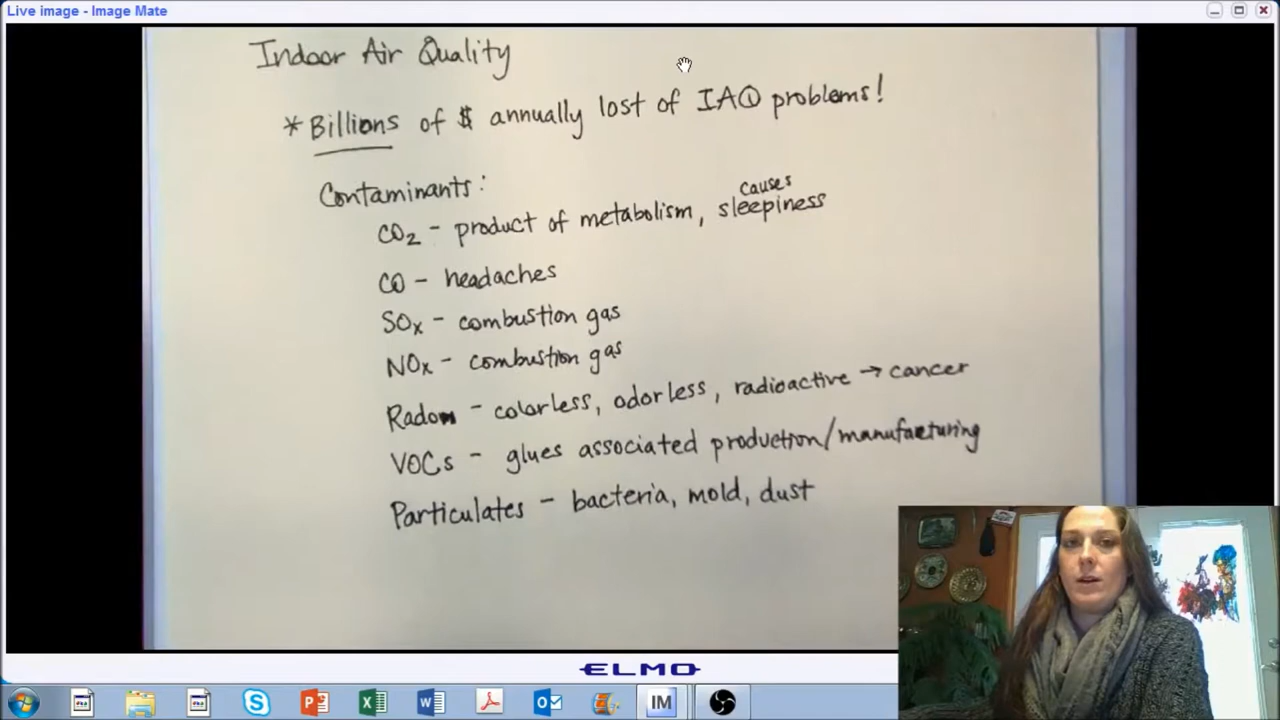 Live image - Image Mate
Indoor Air Quality
*Billions of $ annually lost of IAQ problems!
Contaminants:
causes
CO2 - product of metabolism, sleepiness
CO - headaches
SOx - combustion gas
NOx - combustion gas
Radon - colorless, odorless, radioactive → cancer
VOCs - glues associated production/manufacturing
Particulates - bacteria, mold, dust
ELMO
IM